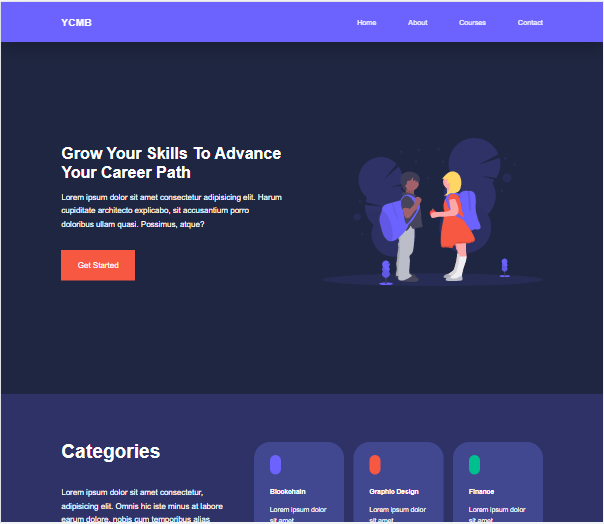 YCMB
Home About Courses Contact
Grow Your Skills To Advance
Your Career Path
Lorem ipsum dolor sit amet consectetur adipisicing elit. Harum
cupiditate architecto explicabo, sit accusantium porro
doloribus ullam quasi. Possimus, atque?
Get Started
Categories
Lorem ipsum dolor sit amet consectetur,
adipisicing elit. Omnis hic iste minus at labore
earum dolore, nobis cum temporibus alias
Blockchain
Lorem ipsum dolor
sit amet
Graphic Design
Lorem ipsum dolor
sit amet
Finance
Lorem ipsum dolor
sit amet